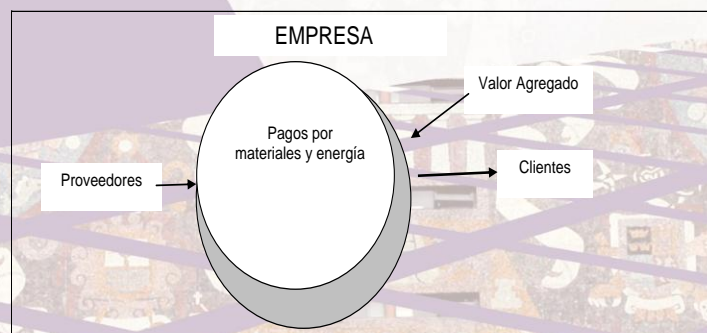 EMPRESA
Valor Agregado
Pagos por
materiales y energía
Proveedores
Clientes